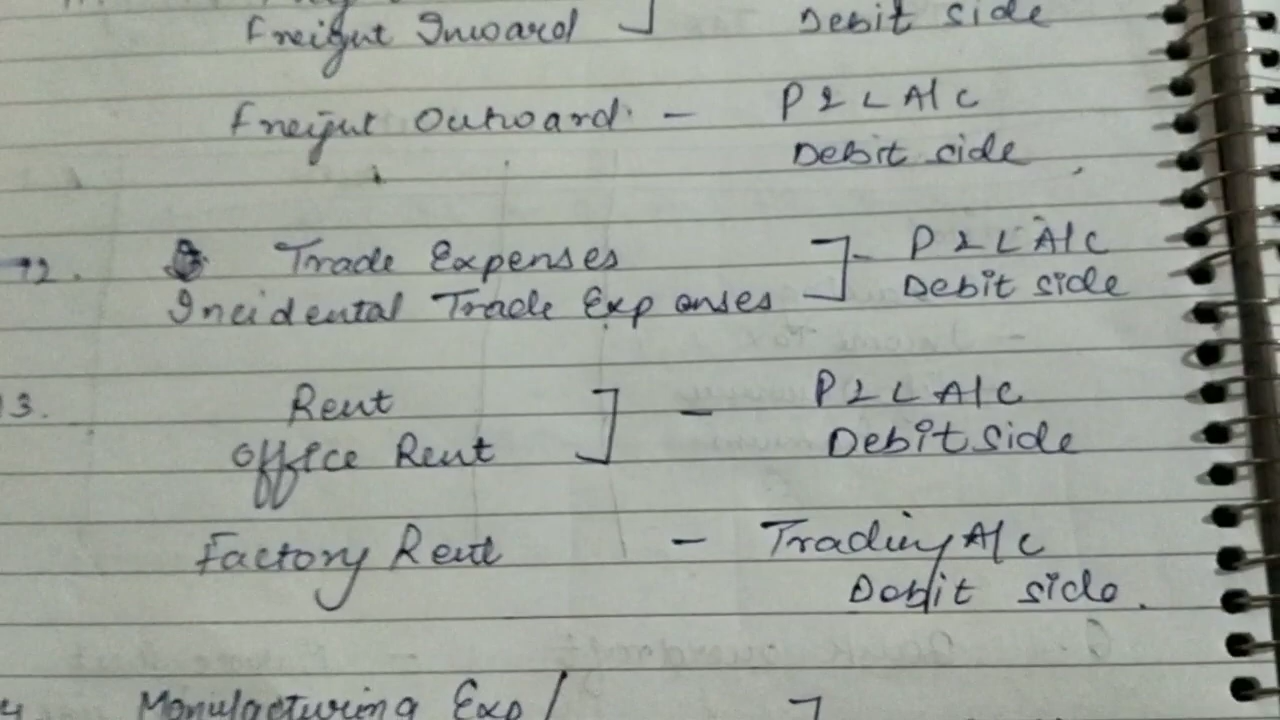 Freight Inward ] Debit side
Freight Outward - P & L A/c
Debit side
12. Trade Expenses ] - P & L A/c
Incidental Trade Expenses Debit side
13. Rent ] - P & L A/c
Office Rent Debit side
Factory Rent - Trading A/c
Debit side.
Manufacturing Exp/